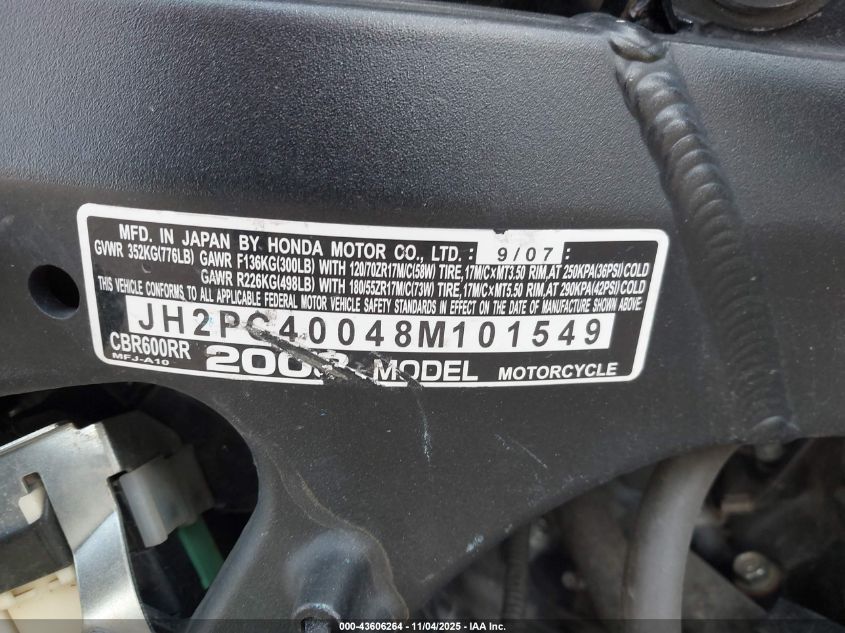 MFD. IN JAPAN BY HONDA MOTOR CO., LTD. : 9/07 :
GVWR 352KG(776LB) GAWR F136KG(300LB) WITH 120/70ZR17M/C(58W) TIRE,17M/C×MT3.50 RIM,AT 250KPA(36PSI)COLD
GAWR R226KG(498LB) WITH 180/55ZR17M/C(73W) TIRE,17M/C×MT5.50 RIM,AT 290KPA(42PSI)COLD
THIS VEHICLE CONFORMS TO ALL APPLICABLE FEDERAL MOTOR VEHICLE SAFETY STANDARDS IN EFFECT ON THE DATE OF MANUFACTURE SHOWN ABOVE.
JH2PC40048M101549
CBR600RR 2008 MODEL MOTORCYCLE
MFJ-A10
000-43606264 - 11/04/2025 - IAA Inc.